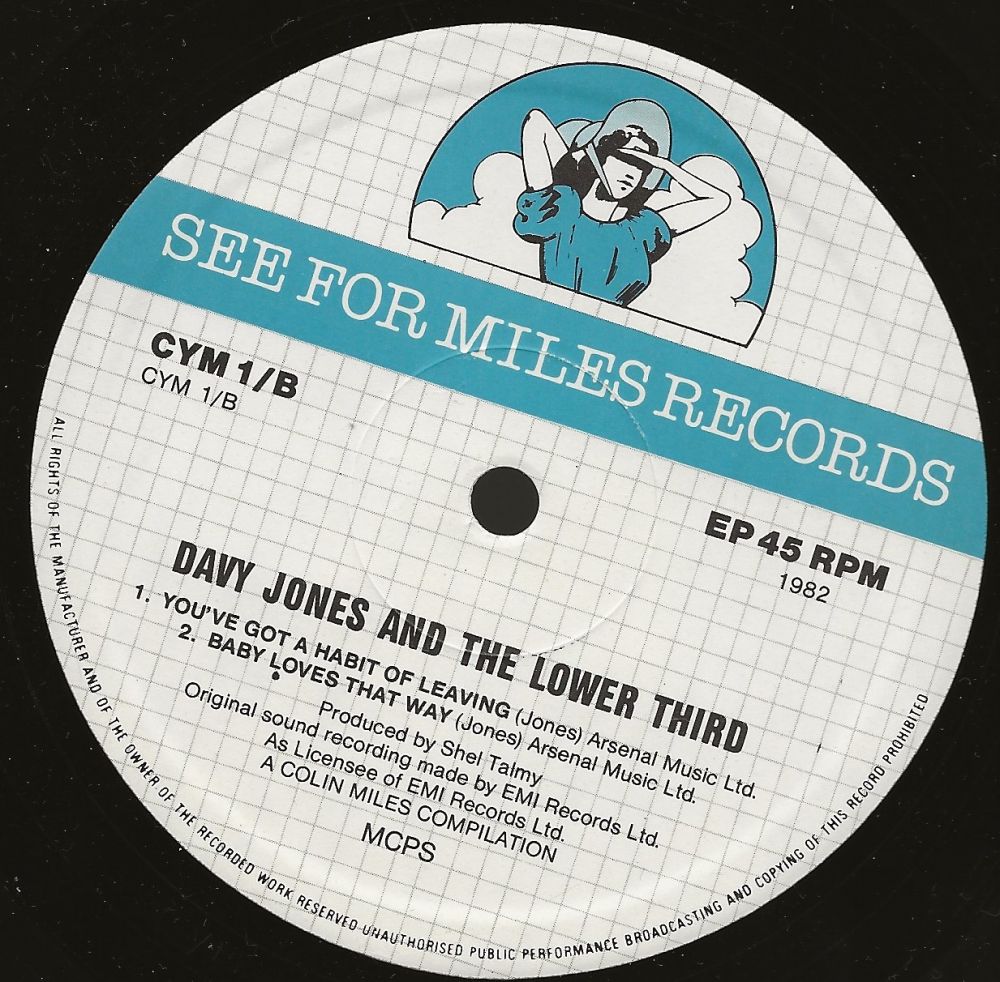 SEE FOR MILES RECORDS
CYM 1/B
CYM 1/B
EP 45 RPM
1982
DAVY JONES AND THE LOWER THIRD
1. YOU'VE GOT A HABIT OF LEAVING (Jones) Arsenal Music Ltd.
2. BABY LOVES THAT WAY (Jones) Arsenal Music Ltd.
Produced by Shel Talmy
Original sound recording made by EMI Records Ltd.
As Licensee of EMI Records Ltd.
A COLIN MILES COMPILATION
MCPS
ALL RIGHTS OF THE MANUFACTURER AND OF THE OWNER OF THE RECORDED WORK RESERVED UNAUTHORISED PUBLIC PERFORMANCE BROADCASTING AND COPYING OF THIS RECORD PROHIBITED